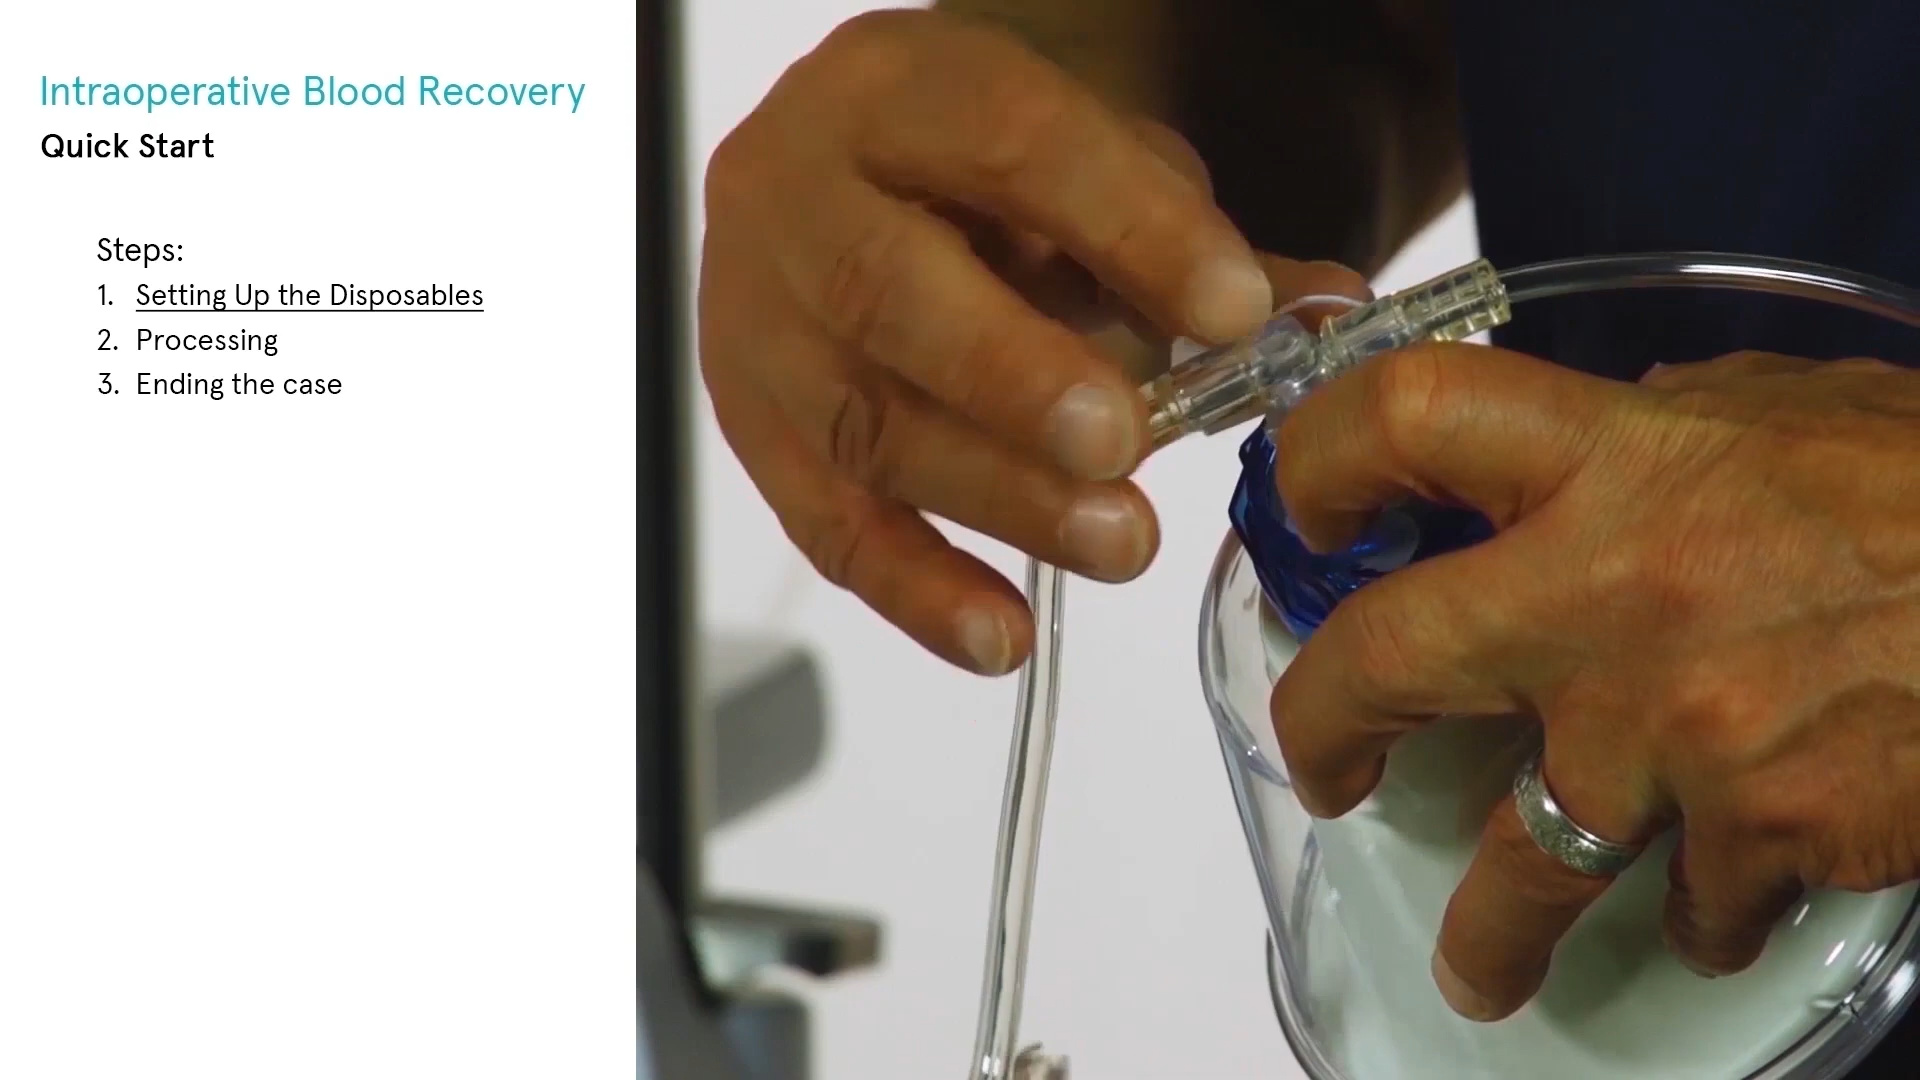 Intraoperative Blood Recovery
Quick Start
Steps:
1. Setting Up the Disposables
2. Processing
3. Ending the case